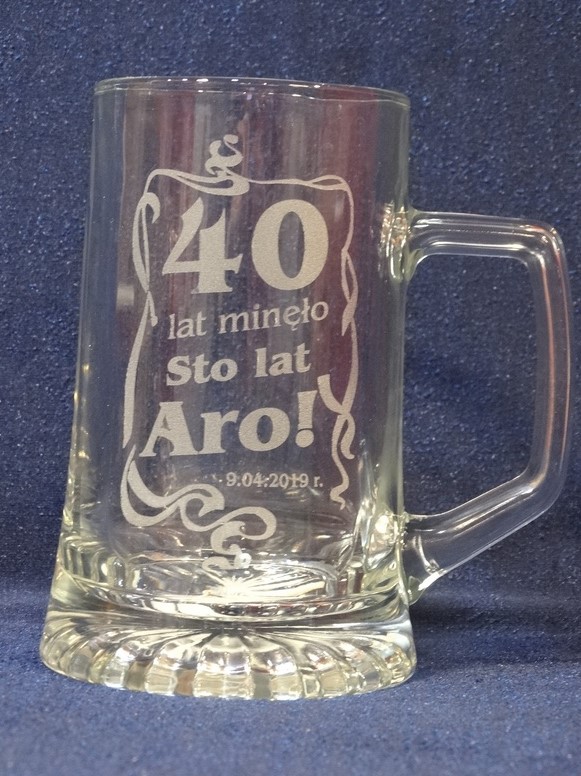 40
lat minęło
Sto lat
Aro!
9.04.2019 r.